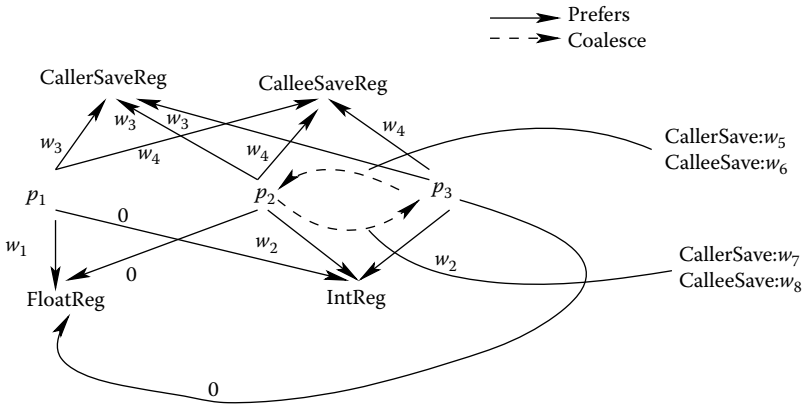 Prefers
Coalesce
CallerSaveReg
CalleeSaveReg
w₃
w₃
w₃
w₄
w₄
w₄
CallerSave:w₅
CalleeSave:w₆
p₁
p₂
p₃
0
w₁
w₂
w₂
0
CallerSave:w₇
CalleeSave:w₈
FloatReg
IntReg
0